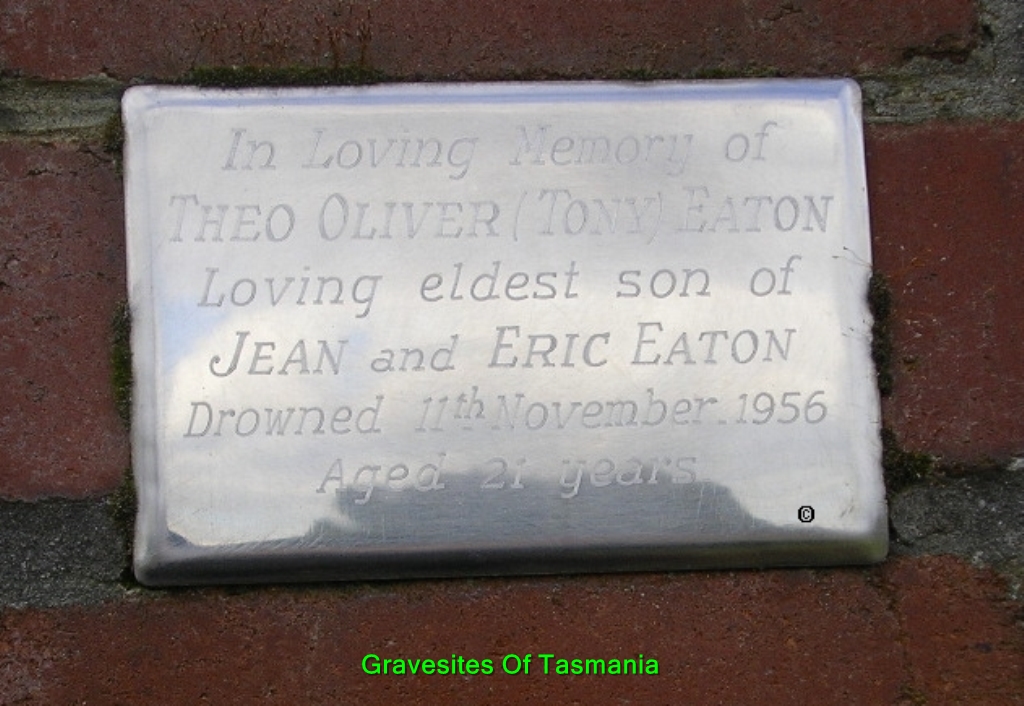 In Loving Memory of
THEO OLIVER (TONY) EATON
Loving eldest son of
JEAN and ERIC EATON
Drowned 11th November. 1956
Aged 21 years
©
Gravesites Of Tasmania